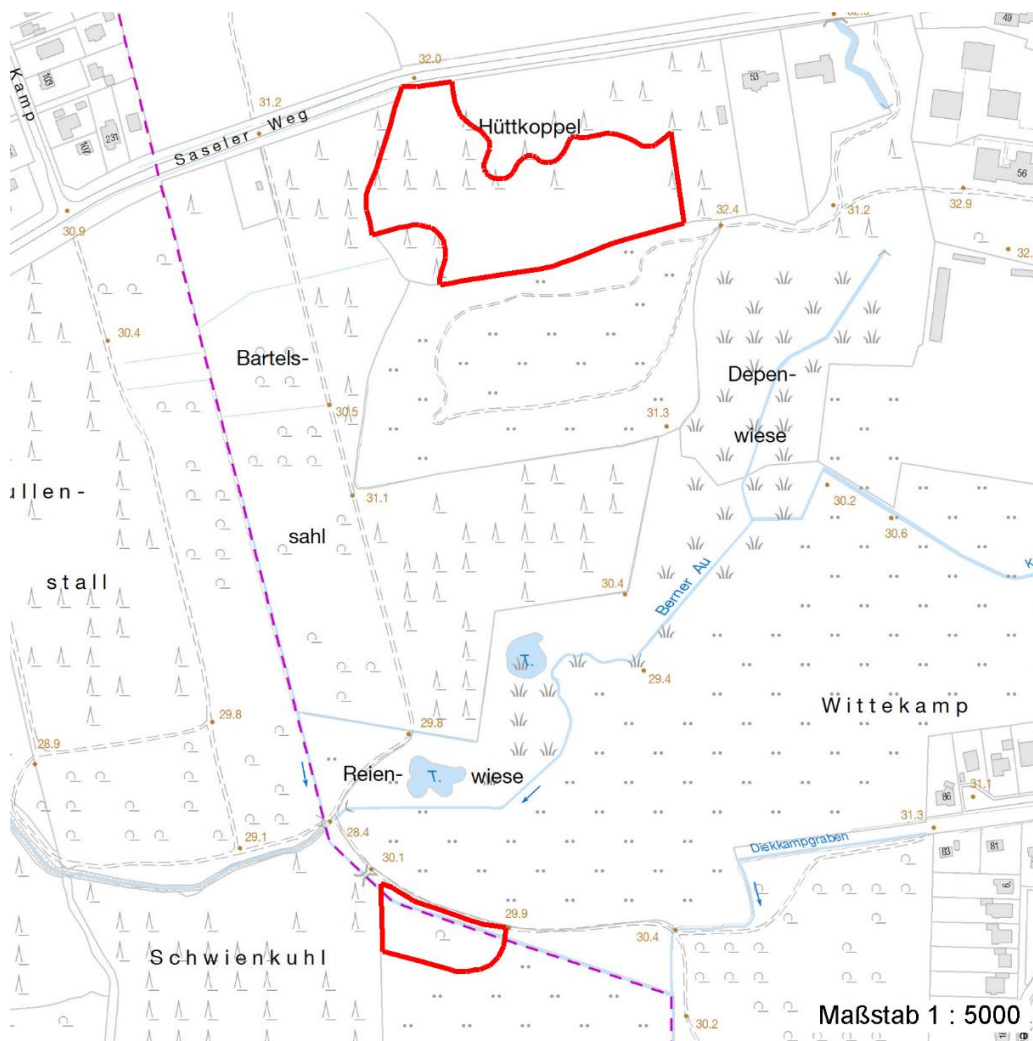 32.0
49
109
Kamp
53
31.2
231
107
Saseler Weg
Hüttkoppel
56
32.9
30.9
32.4
31.2
32.
30.4
Bartels-
Depen-
30.5
31.3
wiese
31.1
30.2
30.6
ullen-
sahl
stall
30.4
Berner Au
K
T.
29.4
Wittekamp
29.8
29.8
28.9
Reien-
T.
wiese
86
31.1
28.4
31.3
29.1
Diekkampgraben
83
81
30.1
29.9
30.4
Schwienkuhl
30.2
Maßstab 1 : 5000